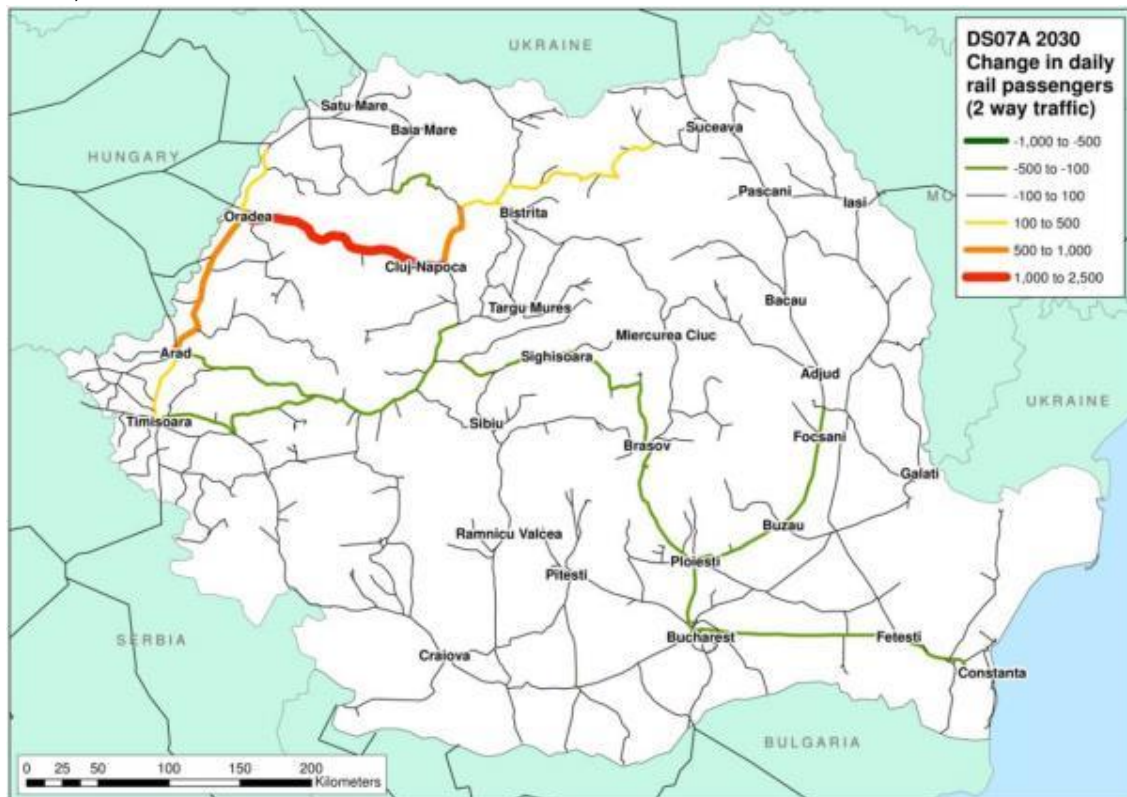 UKRAINE
DS07A 2030
Change in daily
rail passengers
(2 way traffic)
-1,000 to -500
-500 to -100
-100 to 100
100 to 500
500 to 1,000
1,000 to 2,500
Satu Mare
Baia Mare
Suceava
HUNGARY
Pascani
Iasi
MO
Oradea
Bistrita
Cluj-Napoca
Bacau
Targu Mures
Miercurea Ciuc
Arad
Sighisoara
Adjud
UKRAINE
Timisoara
Sibiu
Focsani
Brasov
Galati
Buzau
Ramnicu Valcea
Ploiesti
Pitesti
SERBIA
Bucharest
Fetesti
Craiova
Constanta
BULGARIA
0 25 50 100 150 200
Kilometers